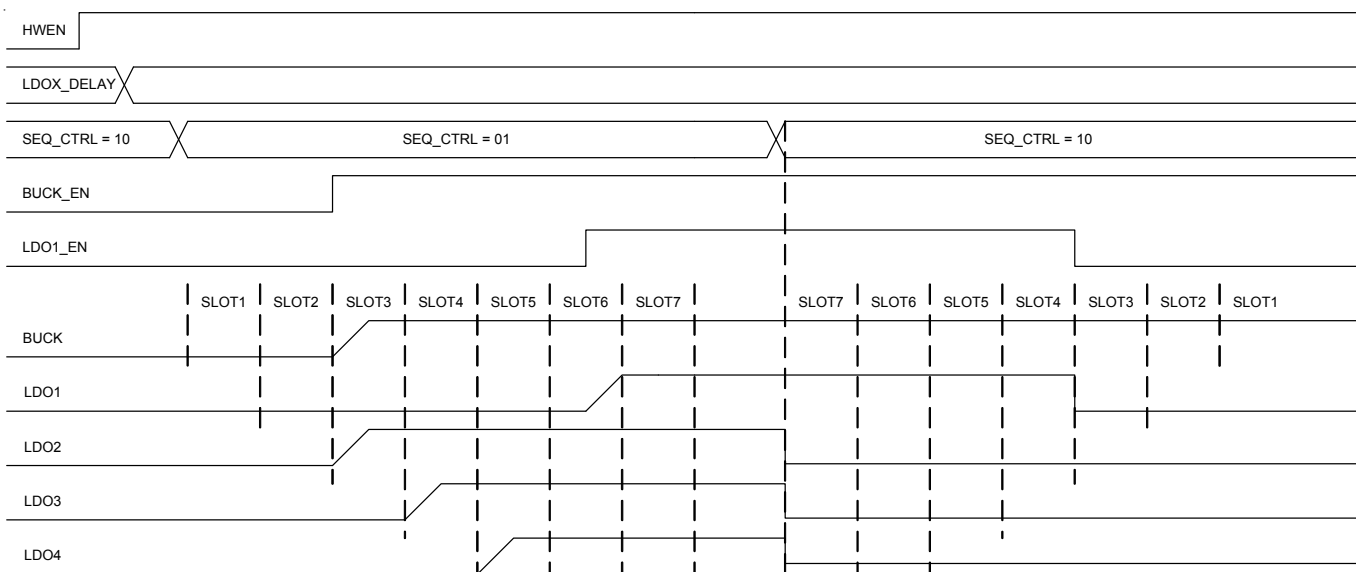 HWEN
LDOX_DELAY
SEQ_CTRL = 10 SEQ_CTRL = 01 SEQ_CTRL = 10
BUCK_EN
LDO1_EN
SLOT1 SLOT2 SLOT3 SLOT4 SLOT5 SLOT6 SLOT7 SLOT7 SLOT6 SLOT5 SLOT4 SLOT3 SLOT2 SLOT1
BUCK
LDO1
LDO2
LDO3
LDO4